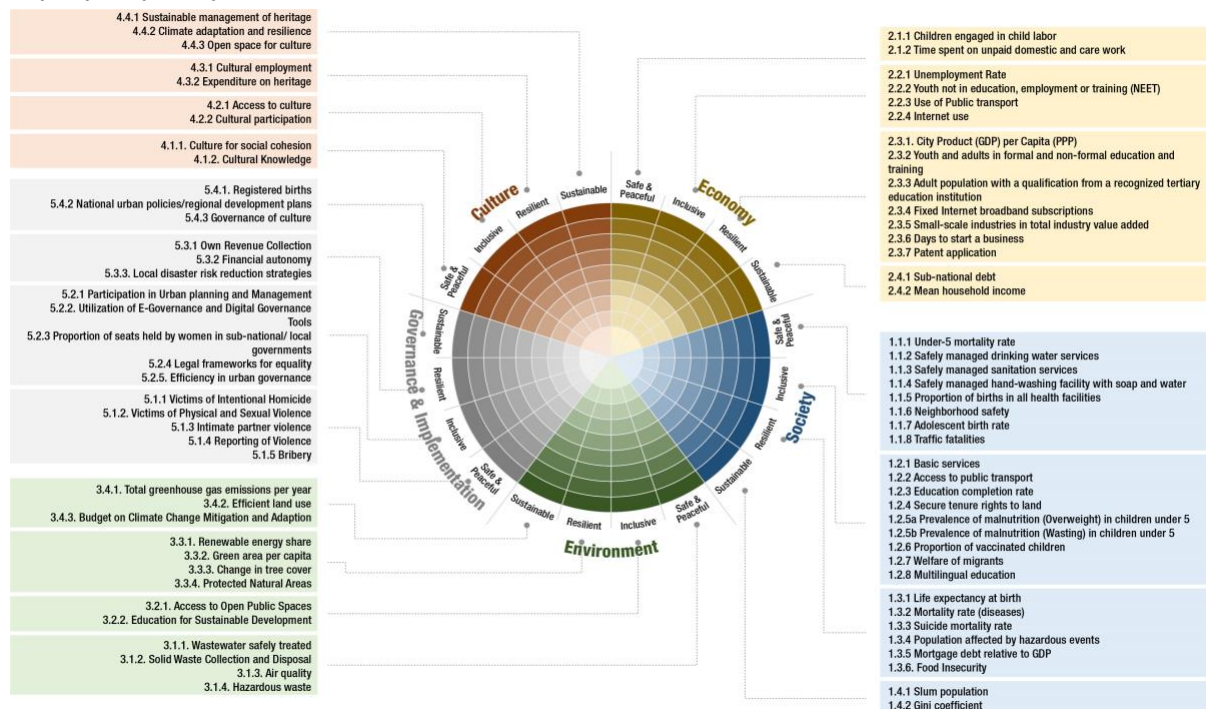 4.4.1 Sustainable management of heritage
4.4.2 Climate adaptation and resilience
4.4.3 Open space for culture
4.3.1 Cultural employment
4.3.2 Expenditure on heritage
4.2.1 Access to culture
4.2.2 Cultural participation
4.1.1. Culture for social cohesion
4.1.2. Cultural Knowledge
5.4.1. Registered births
5.4.2 National urban policies/regional development plans
5.4.3 Governance of culture
5.3.1 Own Revenue Collection
5.3.2 Financial autonomy
5.3.3. Local disaster risk reduction strategies
5.2.1 Participation in Urban planning and Management
5.2.2. Utilization of E-Governance and Digital Governance
Tools
5.2.3 Proportion of seats held by women in sub-national/ local
governments
5.2.4 Legal frameworks for equality
5.2.5. Efficiency in urban governance
5.1.1 Victims of Intentional Homicide
5.1.2. Victims of Physical and Sexual Violence
5.1.3 Intimate partner violence
5.1.4 Reporting of Violence
5.1.5 Bribery
3.4.1. Total greenhouse gas emissions per year
3.4.2. Efficient land use
3.4.3. Budget on Climate Change Mitigation and Adaption
3.3.1. Renewable energy share
3.3.2. Green area per capita
3.3.3. Change in tree cover
3.3.4. Protected Natural Areas
3.2.1. Access to Open Public Spaces
3.2.2. Education for Sustainable Development
3.1.1. Wastewater safely treated
3.1.2. Solid Waste Collection and Disposal
3.1.3. Air quality
3.1.4. Hazardous waste
Culture
Safe &
Peaceful
Inclusive
Resilient
Sustainable
Economy
Safe &
Peaceful
Inclusive
Resilient
Sustainable
Society
Safe &
Peaceful
Inclusive
Resilient
Sustainable
Environment
Safe &
Peaceful
Inclusive
Resilient
Sustainable
Governance & Implementation
Safe &
Peaceful
Inclusive
Resilient
Sustainable
2.1.1 Children engaged in child labor
2.1.2 Time spent on unpaid domestic and care work
2.2.1 Unemployment Rate
2.2.2 Youth not in education, employment or training (NEET)
2.2.3 Use of Public transport
2.2.4 Internet use
2.3.1. City Product (GDP) per Capita (PPP)
2.3.2 Youth and adults in formal and non-formal education and
training
2.3.3 Adult population with a qualification from a recognized tertiary
education institution
2.3.4 Fixed Internet broadband subscriptions
2.3.5 Small-scale industries in total industry value added
2.3.6 Days to start a business
2.3.7 Patent application
2.4.1 Sub-national debt
2.4.2 Mean household income
1.1.1 Under-5 mortality rate
1.1.2 Safely managed drinking water services
1.1.3 Safely managed sanitation services
1.1.4 Safely managed hand-washing facility with soap and water
1.1.5 Proportion of births in all health facilities
1.1.6 Neighborhood safety
1.1.7 Adolescent birth rate
1.1.8 Traffic fatalities
1.2.1 Basic services
1.2.2 Access to public transport
1.2.3 Education completion rate
1.2.4 Secure tenure rights to land
1.2.5a Prevalence of malnutrition (Overweight) in children under 5
1.2.5b Prevalence of malnutrition (Wasting) in children under 5
1.2.6 Proportion of vaccinated children
1.2.7 Welfare of migrants
1.2.8 Multilingual education
1.3.1 Life expectancy at birth
1.3.2 Mortality rate (diseases)
1.3.3 Suicide mortality rate
1.3.4 Population affected by hazardous events
1.3.5 Mortgage debt relative to GDP
1.3.6. Food Insecurity
1.4.1 Slum population
1.4.2 Gini coefficient